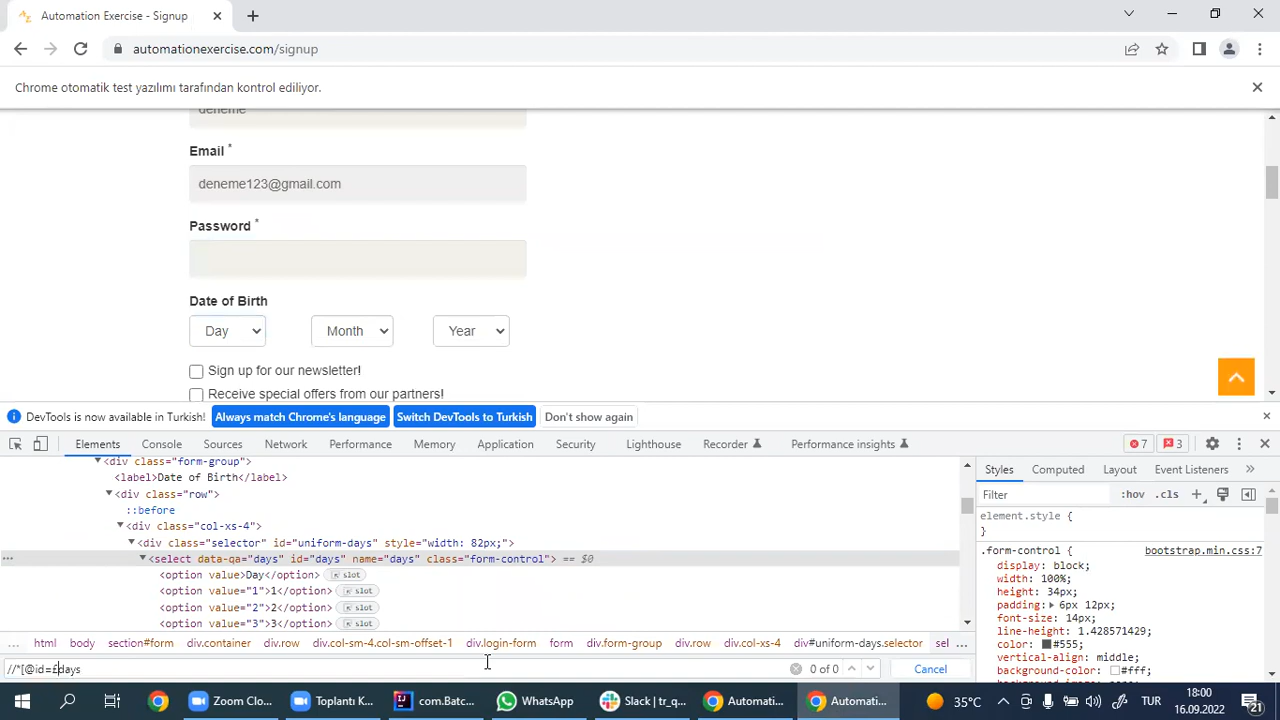 Automation Exercise - Signup
automationexercise.com/signup
Chrome otomatik test yazılımı tarafından kontrol ediliyor.
deneme
Email *
deneme123@gmail.com
Password *
Date of Birth
Day Month Year
Sign up for our newsletter!
Receive special offers from our partners!
DevTools is now available in Turkish! Always match Chrome's language Switch DevTools to Turkish Don't show again
Elements Console Sources Network Performance Memory Application Security Lighthouse Recorder Performance insights 7 3
<div class="form-group">
<label>Date of Birth</label>
<div class="row">
::before
<div class="col-xs-4">
<div class="selector" id="uniform-days" style="width: 82px;">
... <select data-qa="days" id="days" name="days" class="form-control"> == $0
<option value>Day</option> slot
<option value="1">1</option> slot
<option value="2">2</option> slot
<option value="3">3</option> slot
... html body section#form div.container div.row div.col-sm-4.col-sm-offset-1 div.login-form form div.form-group div.row div.col-xs-4 div#uniform-days.selector sel ...
//*[@id=£days 0 of 0 Cancel
Styles Computed Layout Event Listeners »
Filter :hov .cls +
element.style {
}
.form-control { bootstrap.min.css:7
display: block;
width: 100%;
height: 34px;
padding: 6px 12px;
font-size: 14px;
line-height: 1.428571429;
color: #555;
vertical-align: middle;
background-color: #fff;
Zoom Clo... Toplantı K... com.Batc... WhatsApp Slack | tr_q... Automati... Automati... 35°C TUR 18:00
16.09.2022 21